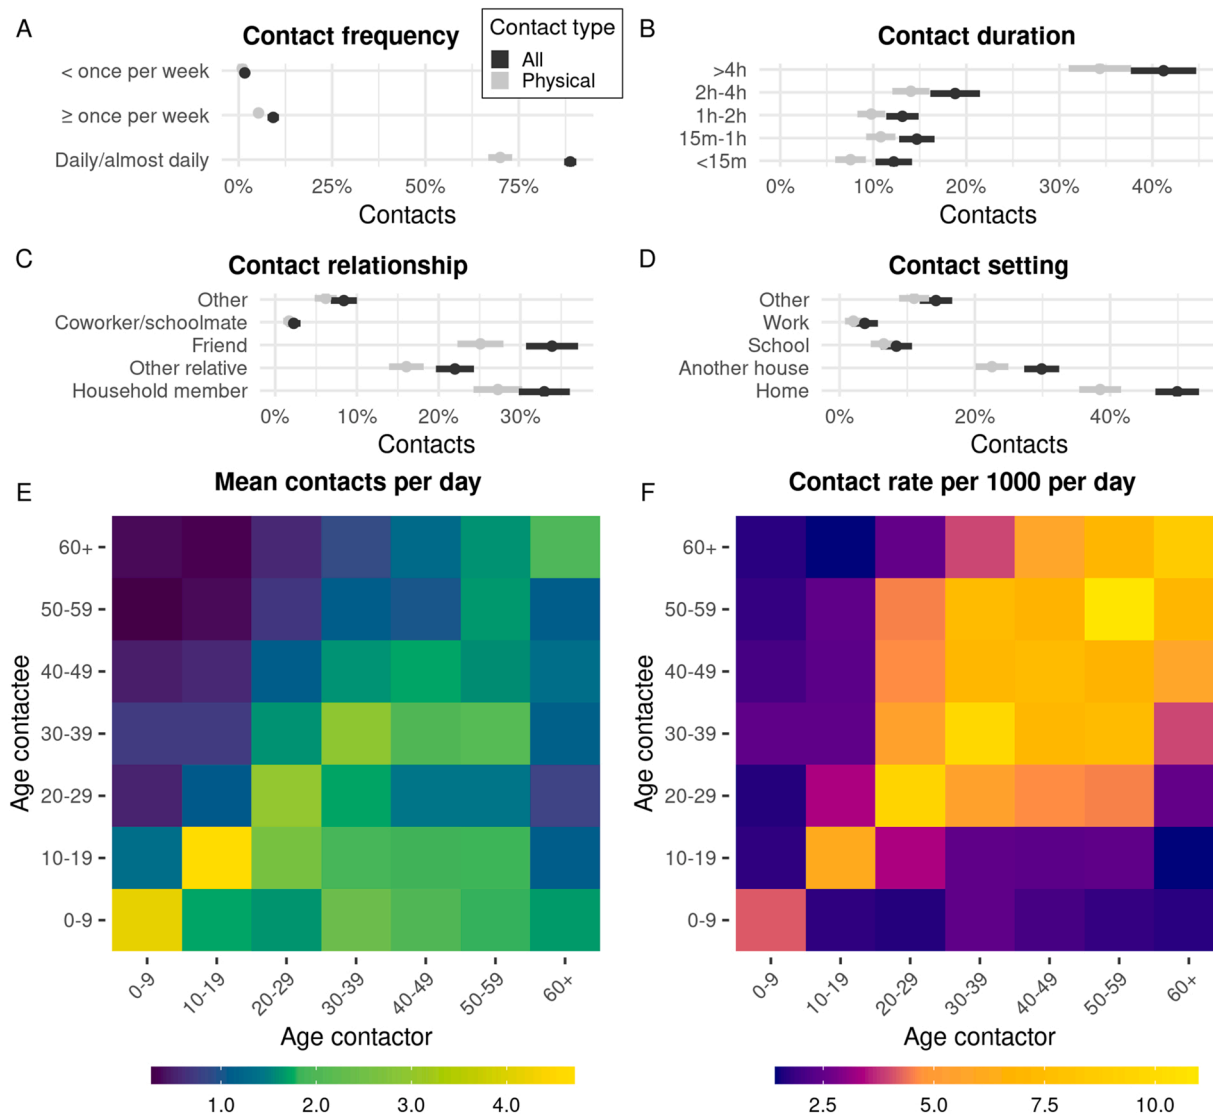 A
Contact frequency
Contact type
All
Physical
< once per week
≥ once per week
Daily/almost daily
0% 25% 50% 75%
Contacts
B
Contact duration
>4h
2h-4h
1h-2h
15m-1h
<15m
0% 10% 20% 30% 40%
Contacts
C
Contact relationship
Other
Coworker/schoolmate
Friend
Other relative
Household member
0% 10% 20% 30%
Contacts
D
Contact setting
Other
Work
School
Another house
Home
0% 20% 40%
Contacts
E
Mean contacts per day
Age contactee
60+
50-59
40-49
30-39
20-29
10-19
0-9
0-9 10-19 20-29 30-39 40-49 50-59 60+
Age contactor
1.0 2.0 3.0 4.0
F
Contact rate per 1000 per day
Age contactee
60+
50-59
40-49
30-39
20-29
10-19
0-9
0-9 10-19 20-29 30-39 40-49 50-59 60+
Age contactor
2.5 5.0 7.5 10.0